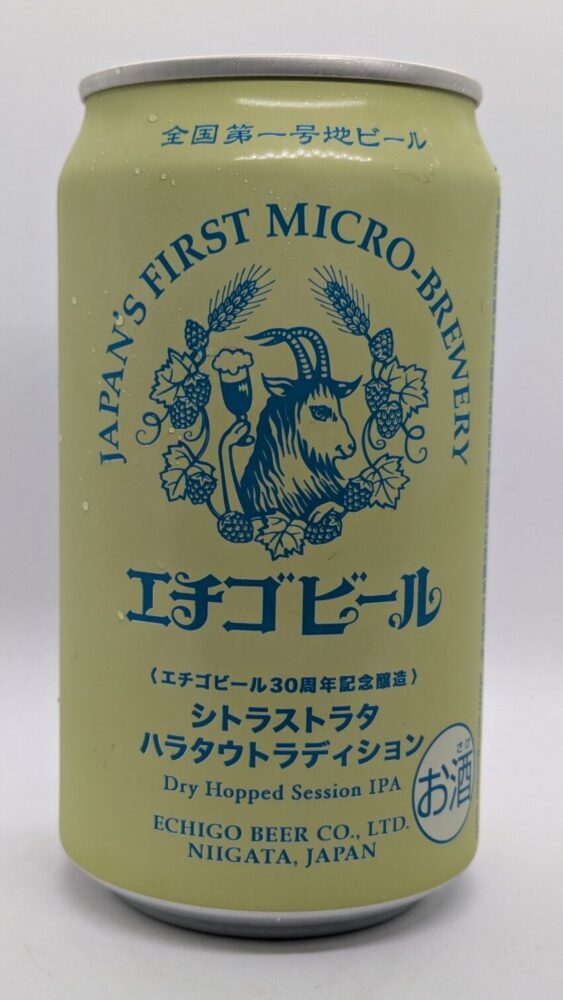 全国第一号地ビール
JAPAN'S FIRST MICRO-BREWERY
エチゴビール
〈エチゴビール30周年記念醸造〉
シトラストラタ
ハラタウトラディション
Dry Hopped Session IPA
さけ
お酒
ECHIGO BEER CO., LTD.
NIIGATA, JAPAN